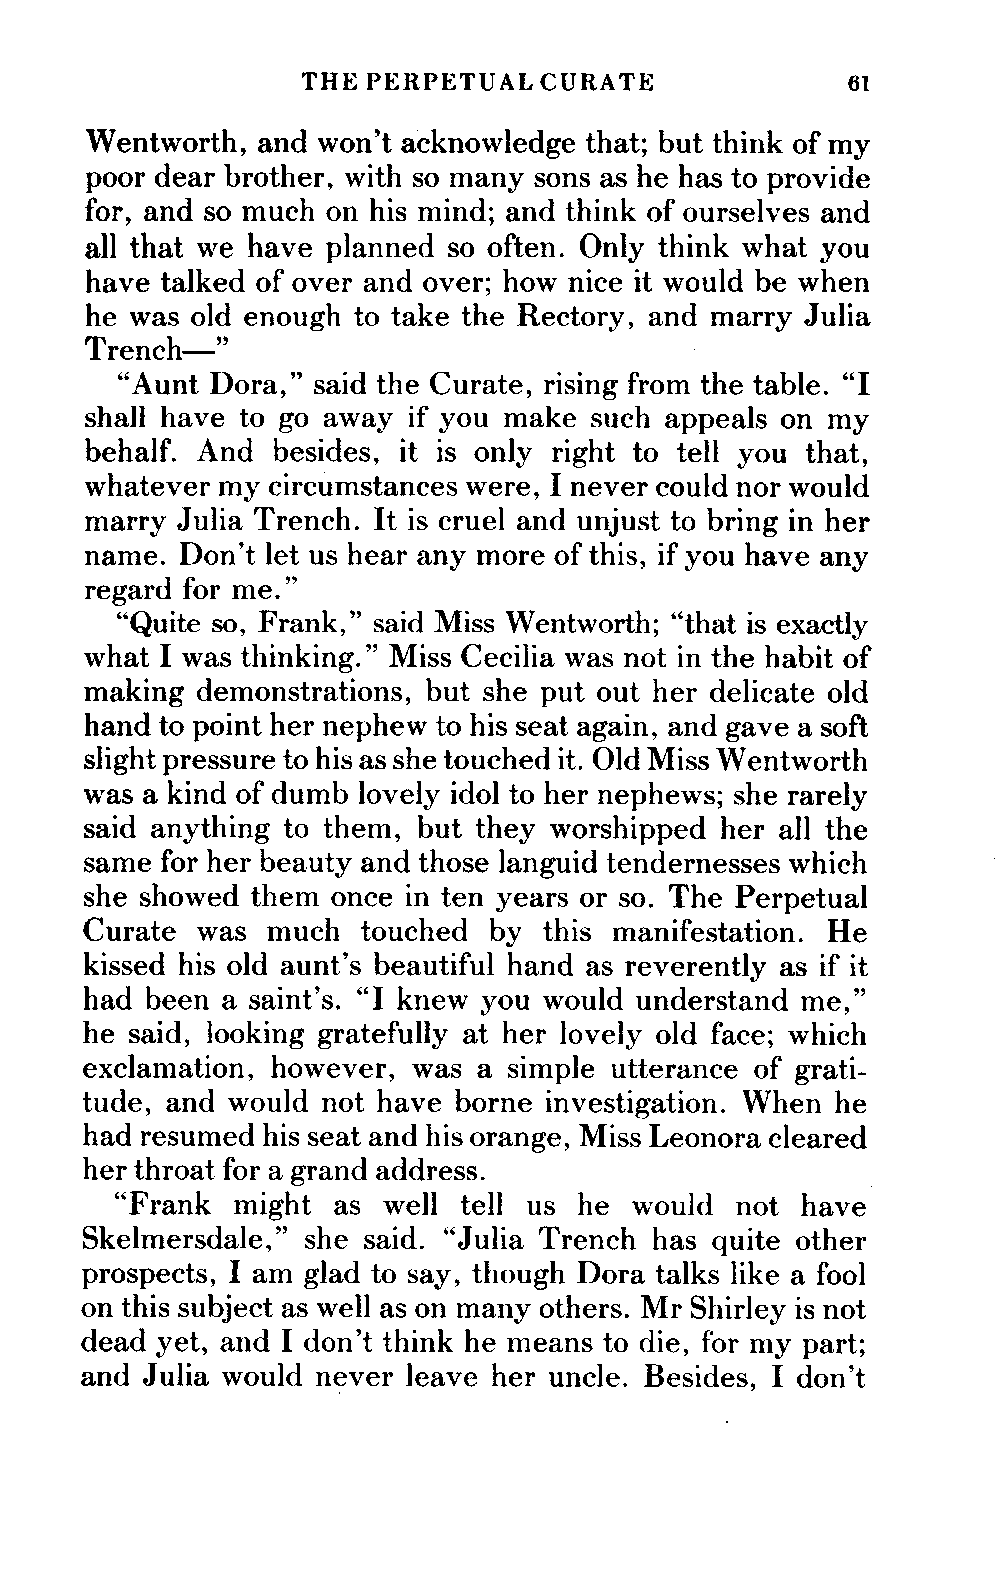 THE PERPETUAL CURATE 61
Wentworth, and won't acknowledge that; but think of my
poor dear brother, with so many sons as he has to provide
for, and so much on his mind; and think of ourselves and
all that we have planned so often. Only think what you
have talked of over and over; how nice it would be when
he was old enough to take the Rectory, and marry Julia
Trench—”
“Aunt Dora,” said the Curate, rising from the table. “I
shall have to go away if you make such appeals on my
behalf. And besides, it is only right to tell you that,
whatever my circumstances were, I never could nor would
marry Julia Trench. It is cruel and unjust to bring in her
name. Don't let us hear any more of this, if you have any
regard for me.”
“Quite so, Frank,” said Miss Wentworth; “that is exactly
what I was thinking.” Miss Cecilia was not in the habit of
making demonstrations, but she put out her delicate old
hand to point her nephew to his seat again, and gave a soft
slight pressure to his as she touched it. Old Miss Wentworth
was a kind of dumb lovely idol to her nephews; she rarely
said anything to them, but they worshipped her all the
same for her beauty and those languid tendernesses which
she showed them once in ten years or so. The Perpetual
Curate was much touched by this manifestation. He
kissed his old aunt's beautiful hand as reverently as if it
had been a saint's. “I knew you would understand me,”
he said, looking gratefully at her lovely old face; which
exclamation, however, was a simple utterance of grati-
tude, and would not have borne investigation. When he
had resumed his seat and his orange, Miss Leonora cleared
her throat for a grand address.
“Frank might as well tell us he would not have
Skelmersdale,” she said. “Julia Trench has quite other
prospects, I am glad to say, though Dora talks like a fool
on this subject as well as on many others. Mr Shirley is not
dead yet, and I don't think he means to die, for my part;
and Julia would never leave her uncle. Besides, I don't